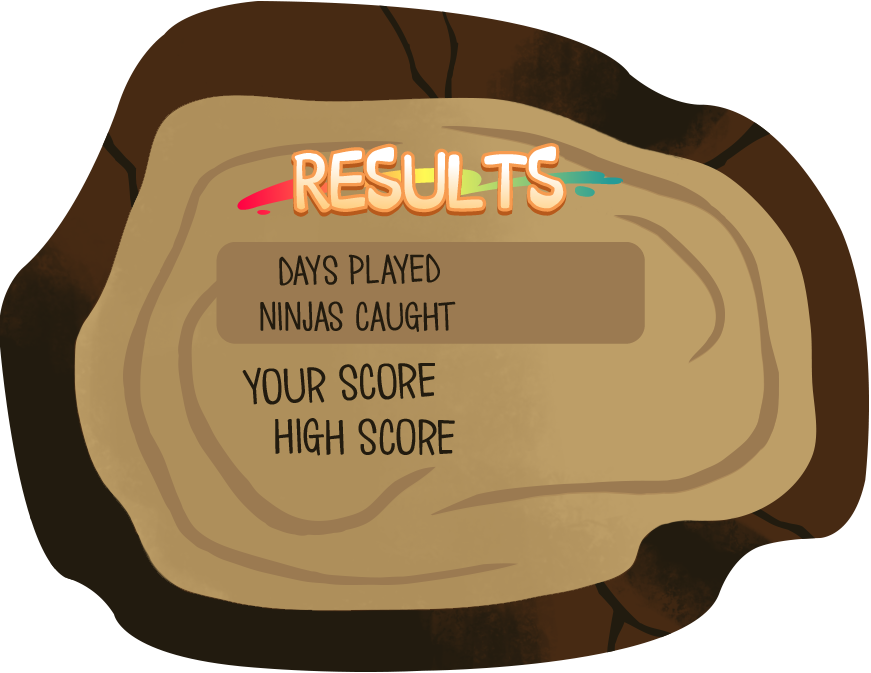 RESULTS
DAYS PLAYED
NINJAS CAUGHT
YOUR SCORE
HIGH SCORE